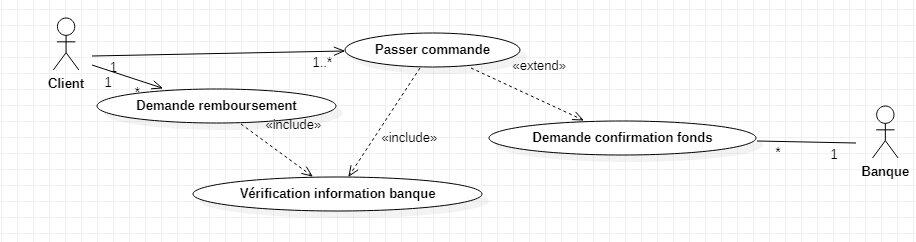 Passer commande
«extend»
1
1..*
Client
1
*
Demande remboursement
«include»
«include»
Demande confirmation fonds
*
1
Banque
Vérification information banque